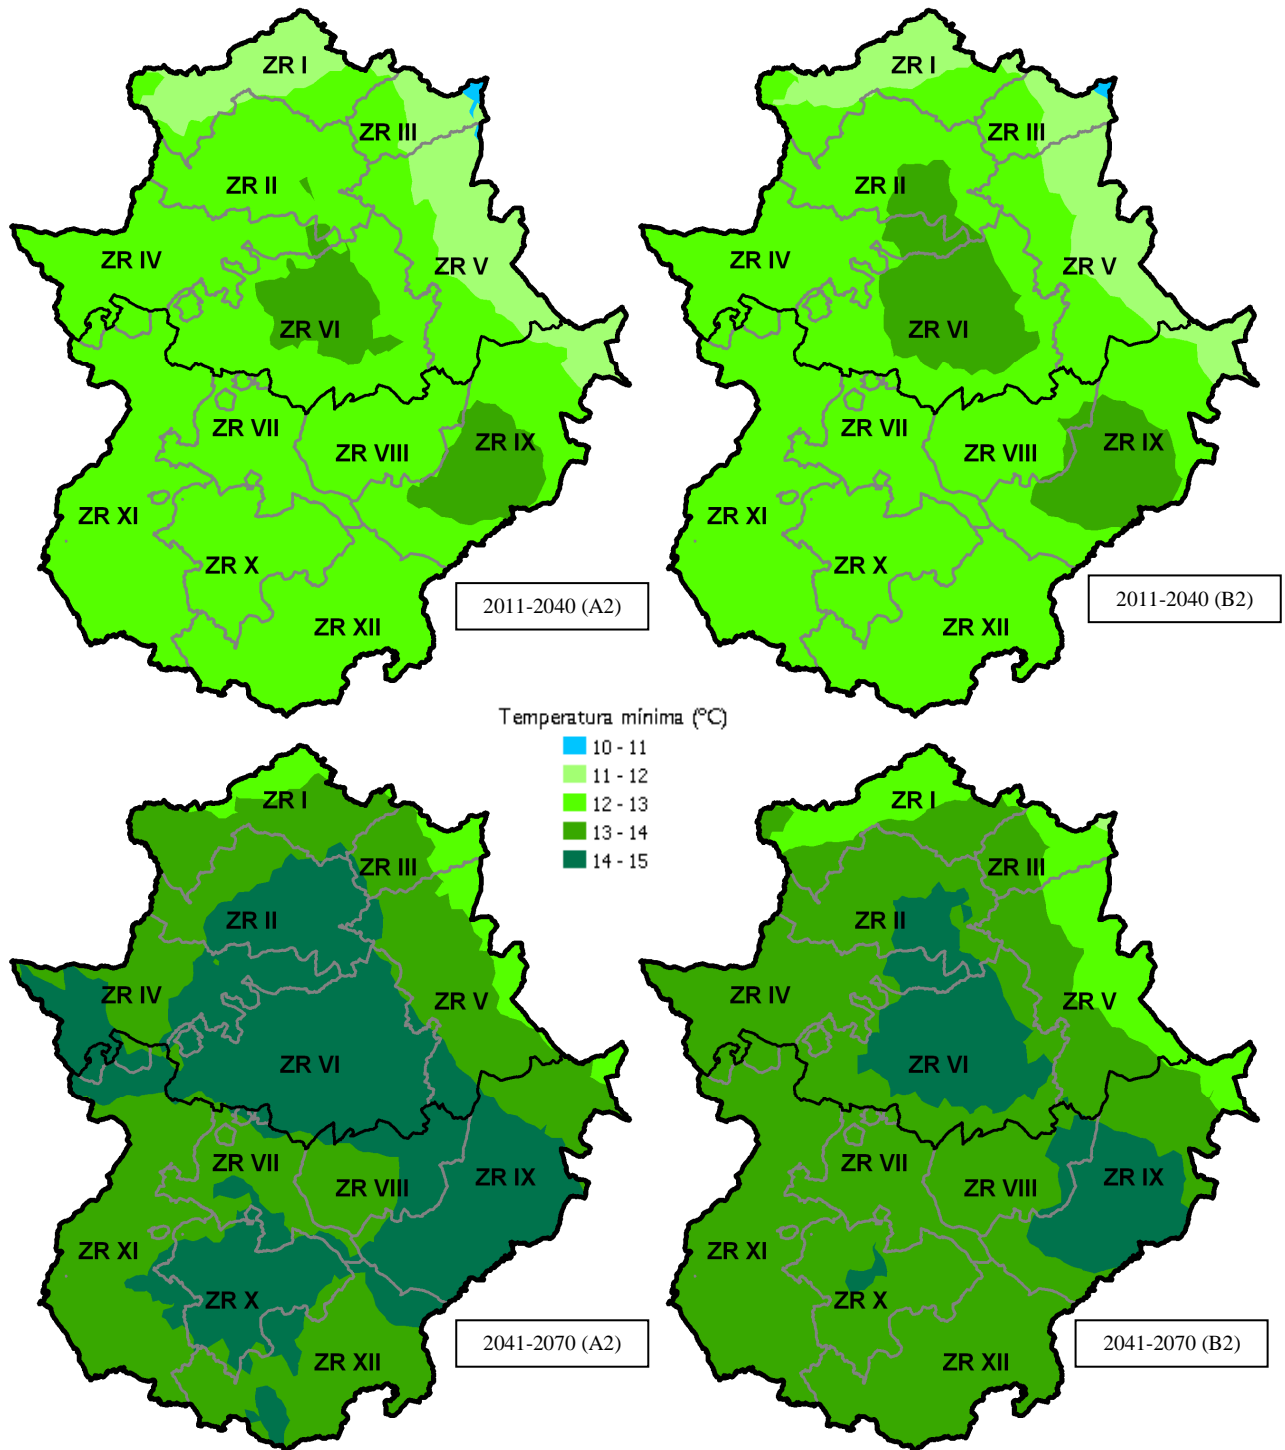 ZR I
ZR III
ZR II
ZR IV
ZR V
ZR VI
ZR VII
ZR VIII
ZR IX
ZR XI
ZR X
ZR XII
2011-2040 (A2)
ZR I
ZR III
ZR II
ZR IV
ZR V
ZR VI
ZR VII
ZR VIII
ZR IX
ZR XI
ZR X
ZR XII
2011-2040 (B2)
Temperatura mínima (°C)
10 - 11
11 - 12
12 - 13
13 - 14
14 - 15
ZR I
ZR III
ZR II
ZR IV
ZR V
ZR VI
ZR VII
ZR VIII
ZR IX
ZR XI
ZR X
ZR XII
2041-2070 (A2)
ZR I
ZR III
ZR II
ZR IV
ZR V
ZR VI
ZR VII
ZR VIII
ZR IX
ZR XI
ZR X
ZR XII
2041-2070 (B2)